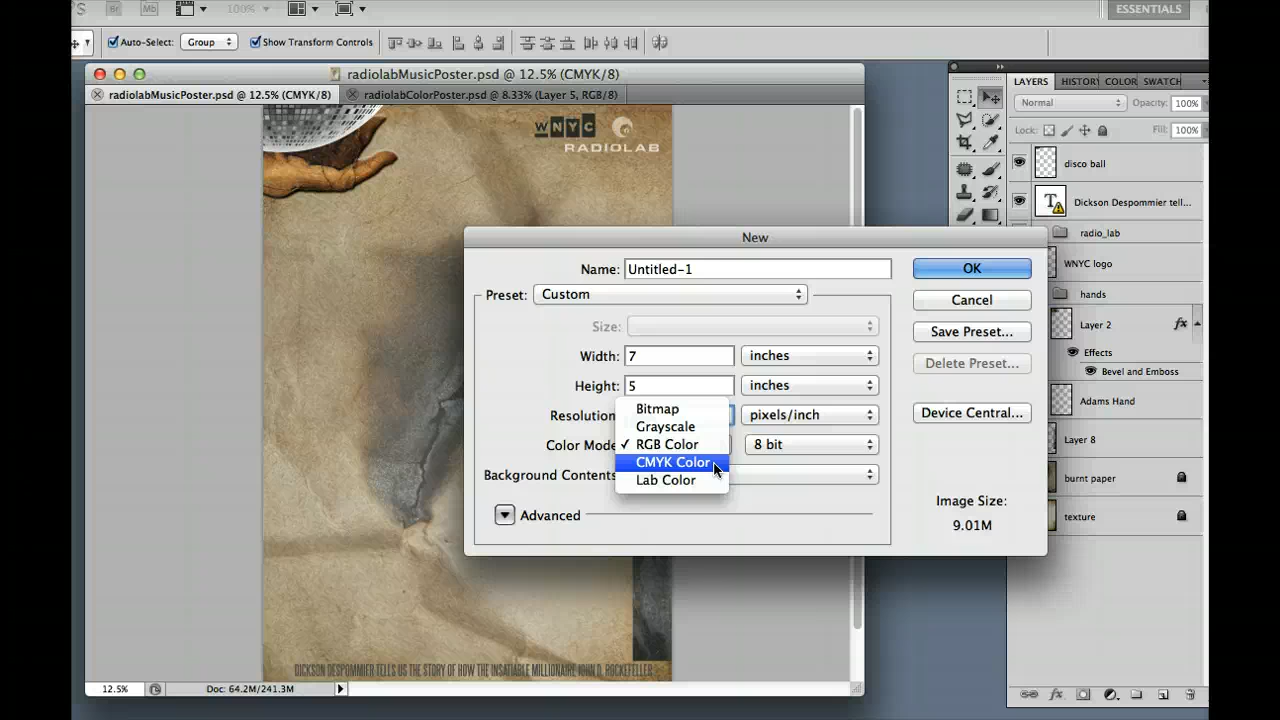 Br Mb 100% ESSENTIALS
Auto-Select: Group Show Transform Controls
radiolabMusicPoster.psd @ 12.5% (CMYK/8)
radiolabMusicPoster.psd @ 12.5% (CMYK/8)
radiolabColorPoster.psd @ 8.33% (Layer 5, RGB/8)
WNYC
RADIOLAB
DICKSON DESPOMMIER TELLS US THE STORY OF HOW THE INSATIABLE MILLIONAIRE JOHN D. ROCKEFELLER
12.5% Doc: 64.2M/241.3M
New
Name: Untitled-1
Preset: Custom
Size:
Width: 7 inches
Height: 5 inches
Resolution pixels/inch
Color Mode 8 bit
Background Contents
Bitmap
Grayscale
✓ RGB Color
CMYK Color
Lab Color
Advanced
OK
Cancel
Save Preset...
Delete Preset...
Device Central...
Image Size:
9.01M
LAYERS HISTOR COLOR SWATCH
Normal Opacity: 100%
Lock: Fill: 100%
disco ball
T Dickson Despommier tell...
radio_lab
WNYC logo
hands
Layer 2 fx
Effects
Bevel and Emboss
Adams Hand
Layer 8
burnt paper
texture
fx